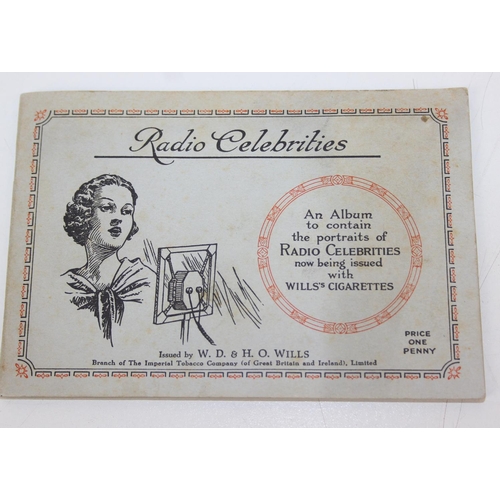 Radio Celebrities
An Album
to contain
the portraits of
RADIO CELEBRITIES
now being issued
with
WILLS'S CIGARETTES
PRICE
ONE
PENNY
Issued by W. D. & H. O. WILLS
Branch of The Imperial Tobacco Company (of Great Britain and Ireland), Limited